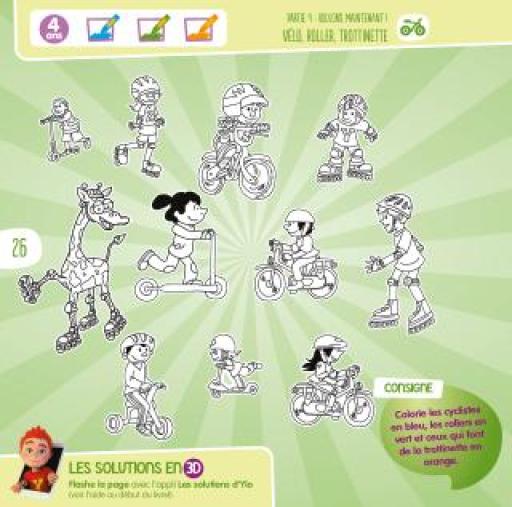 4
ans
PARTIE 4 : ROULONS MAINTENANT !
VÉLO, ROLLER, TROTTINETTE
26
CONSIGNE
Colorie les cyclistes
en bleu, les rollers en
vert et ceux qui font
de la trottinette en
orange.
LES SOLUTIONS EN 3D
Flashe la page avec l'appli Les solutions d'Yio
(voir l'aide au début du livre).